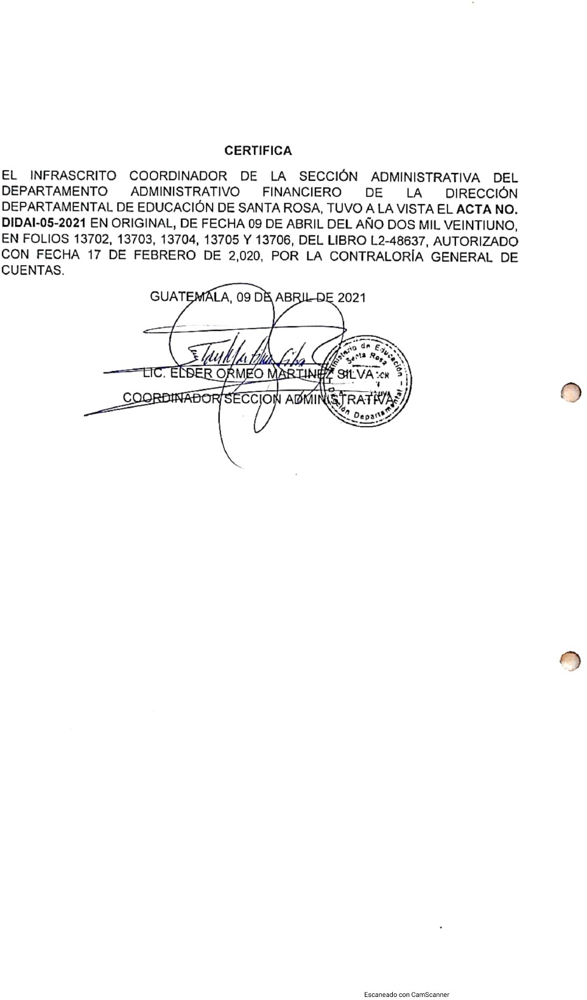 CERTIFICA
EL INFRASCRITO COORDINADOR DE LA SECCIÓN ADMINISTRATIVA DEL
DEPARTAMENTO ADMINISTRATIVO FINANCIERO DE LA DIRECCIÓN
DEPARTAMENTAL DE EDUCACIÓN DE SANTA ROSA, TUVO A LA VISTA EL ACTA NO.
DIDAI-05-2021 EN ORIGINAL, DE FECHA 09 DE ABRIL DEL AÑO DOS MIL VEINTIUNO,
EN FOLIOS 13702, 13703, 13704, 13705 Y 13706, DEL LIBRO L2-48637, AUTORIZADO
CON FECHA 17 DE FEBRERO DE 2,020, POR LA CONTRALORÍA GENERAL DE
CUENTAS.
GUATEMALA, 09 DE ABRIL DE 2021
LIC. ELDER ORMEO MARTINEZ SILVA
COORDINADOR SECCION ADMINISTRATIVA
de Educación
Santa Rosa
Departamental
Escaneado con CamScanner